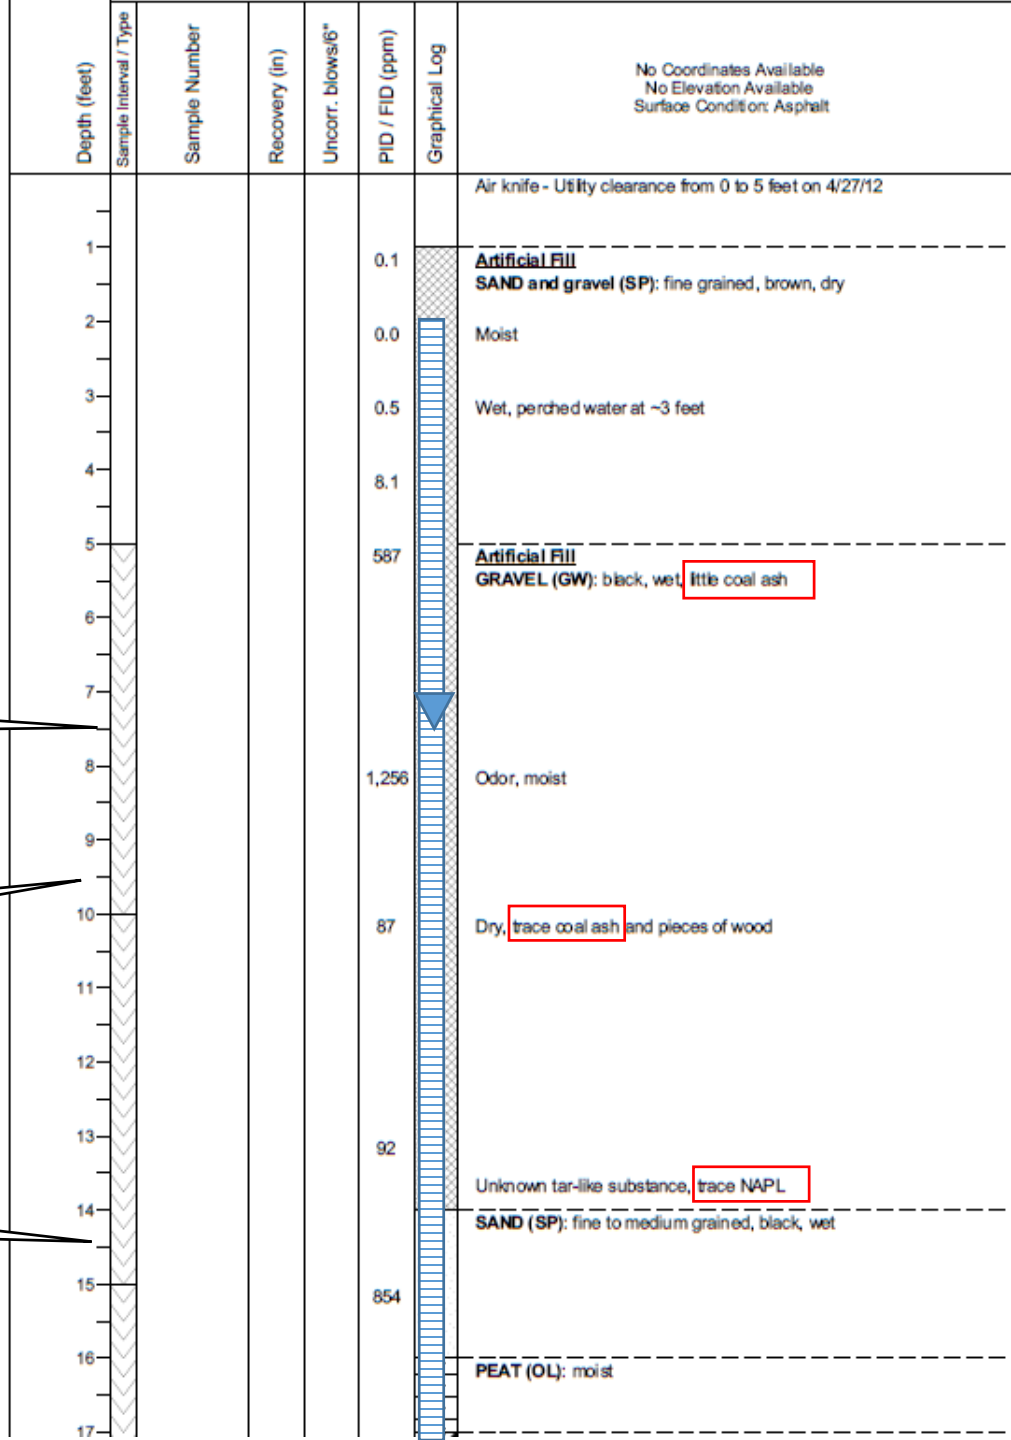 Depth (feet)
Sample Interval / Type
Sample Number
Recovery (in)
Uncorr. blows/6"
PID / FID (ppm)
Graphical Log
No Coordinates Available
No Elevation Available
Surface Condition: Asphalt
Air knife - Utility clearance from 0 to 5 feet on 4/27/12
1
0.1 Artificial Fill
SAND and gravel (SP): fine grained, brown, dry
2 0.0 Moist
3 0.5 Wet, perched water at ~3 feet
4 8.1
5 587 Artificial Fill
GRAVEL (GW): black, wet, little coal ash
6
7
8 1,256 Odor, moist
9
10 87 Dry, trace coal ash and pieces of wood
11
12
13 92
Unknown tar-like substance, trace NAPL
14 SAND (SP): fine to medium grained, black, wet
15 854
16 PEAT (OL): moist
17